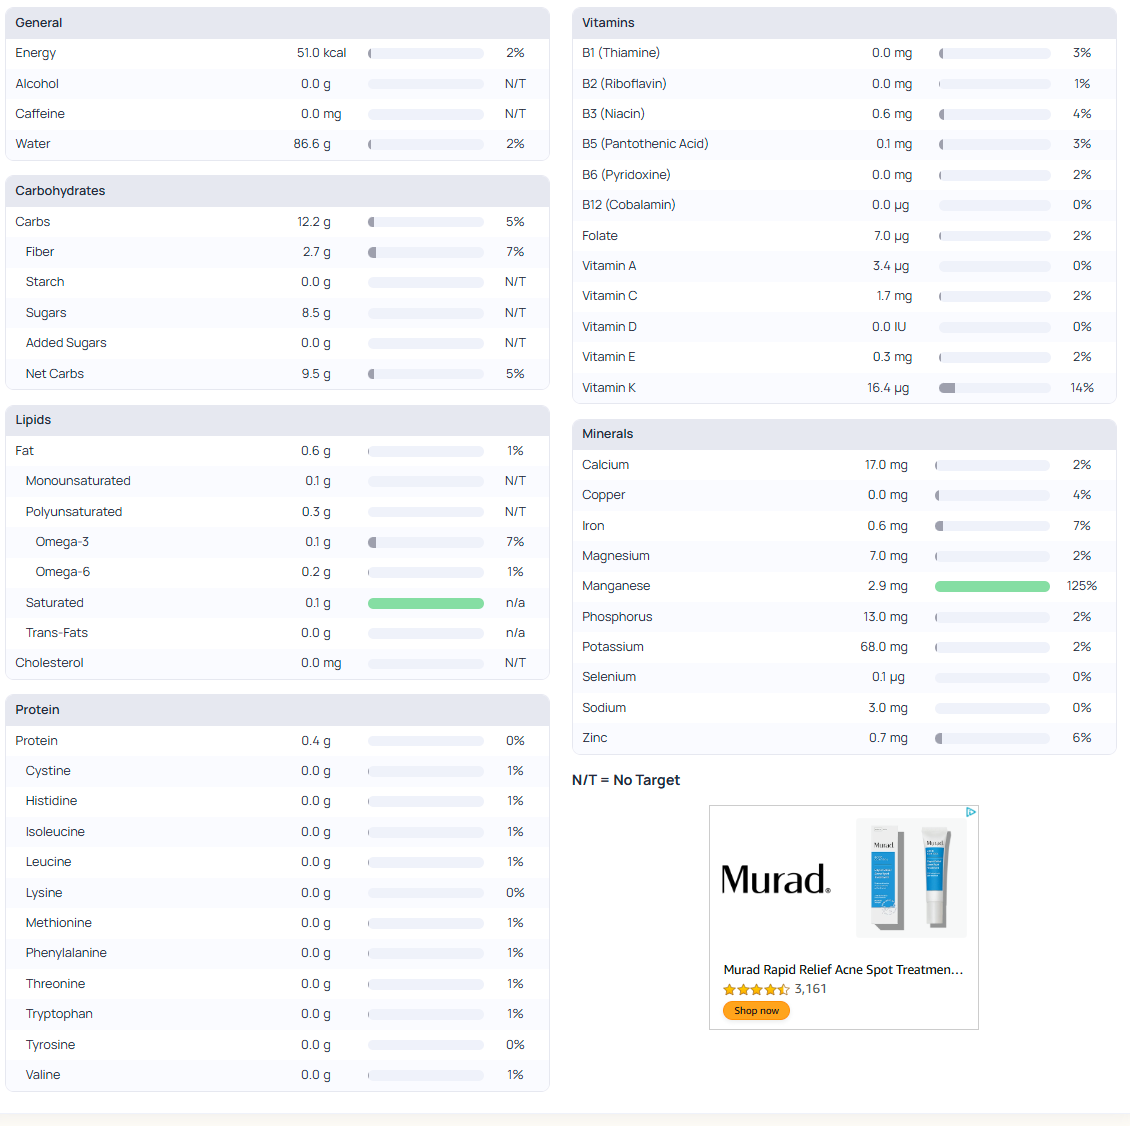 General
Energy 51.0 kcal 2%
Alcohol 0.0 g N/T
Caffeine 0.0 mg N/T
Water 86.6 g 2%
Carbohydrates
Carbs 12.2 g 5%
Fiber 2.7 g 7%
Starch 0.0 g N/T
Sugars 8.5 g N/T
Added Sugars 0.0 g N/T
Net Carbs 9.5 g 5%
Lipids
Fat 0.6 g 1%
Monounsaturated 0.1 g N/T
Polyunsaturated 0.3 g N/T
Omega-3 0.1 g 7%
Omega-6 0.2 g 1%
Saturated 0.1 g n/a
Trans-Fats 0.0 g n/a
Cholesterol 0.0 mg N/T
Protein
Protein 0.4 g 0%
Cystine 0.0 g 1%
Histidine 0.0 g 1%
Isoleucine 0.0 g 1%
Leucine 0.0 g 1%
Lysine 0.0 g 0%
Methionine 0.0 g 1%
Phenylalanine 0.0 g 1%
Threonine 0.0 g 1%
Tryptophan 0.0 g 1%
Tyrosine 0.0 g 0%
Valine 0.0 g 1%
Vitamins
B1 (Thiamine) 0.0 mg 3%
B2 (Riboflavin) 0.0 mg 1%
B3 (Niacin) 0.6 mg 4%
B5 (Pantothenic Acid) 0.1 mg 3%
B6 (Pyridoxine) 0.0 mg 2%
B12 (Cobalamin) 0.0 µg 0%
Folate 7.0 µg 2%
Vitamin A 3.4 µg 0%
Vitamin C 1.7 mg 2%
Vitamin D 0.0 IU 0%
Vitamin E 0.3 mg 2%
Vitamin K 16.4 µg 14%
Minerals
Calcium 17.0 mg 2%
Copper 0.0 mg 4%
Iron 0.6 mg 7%
Magnesium 7.0 mg 2%
Manganese 2.9 mg 125%
Phosphorus 13.0 mg 2%
Potassium 68.0 mg 2%
Selenium 0.1 µg 0%
Sodium 3.0 mg 0%
Zinc 0.7 mg 6%
N/T = No Target
Murad.®
Murad.
Murad.
Murad Rapid Relief Acne Spot Treatmen...
3,161
Shop now